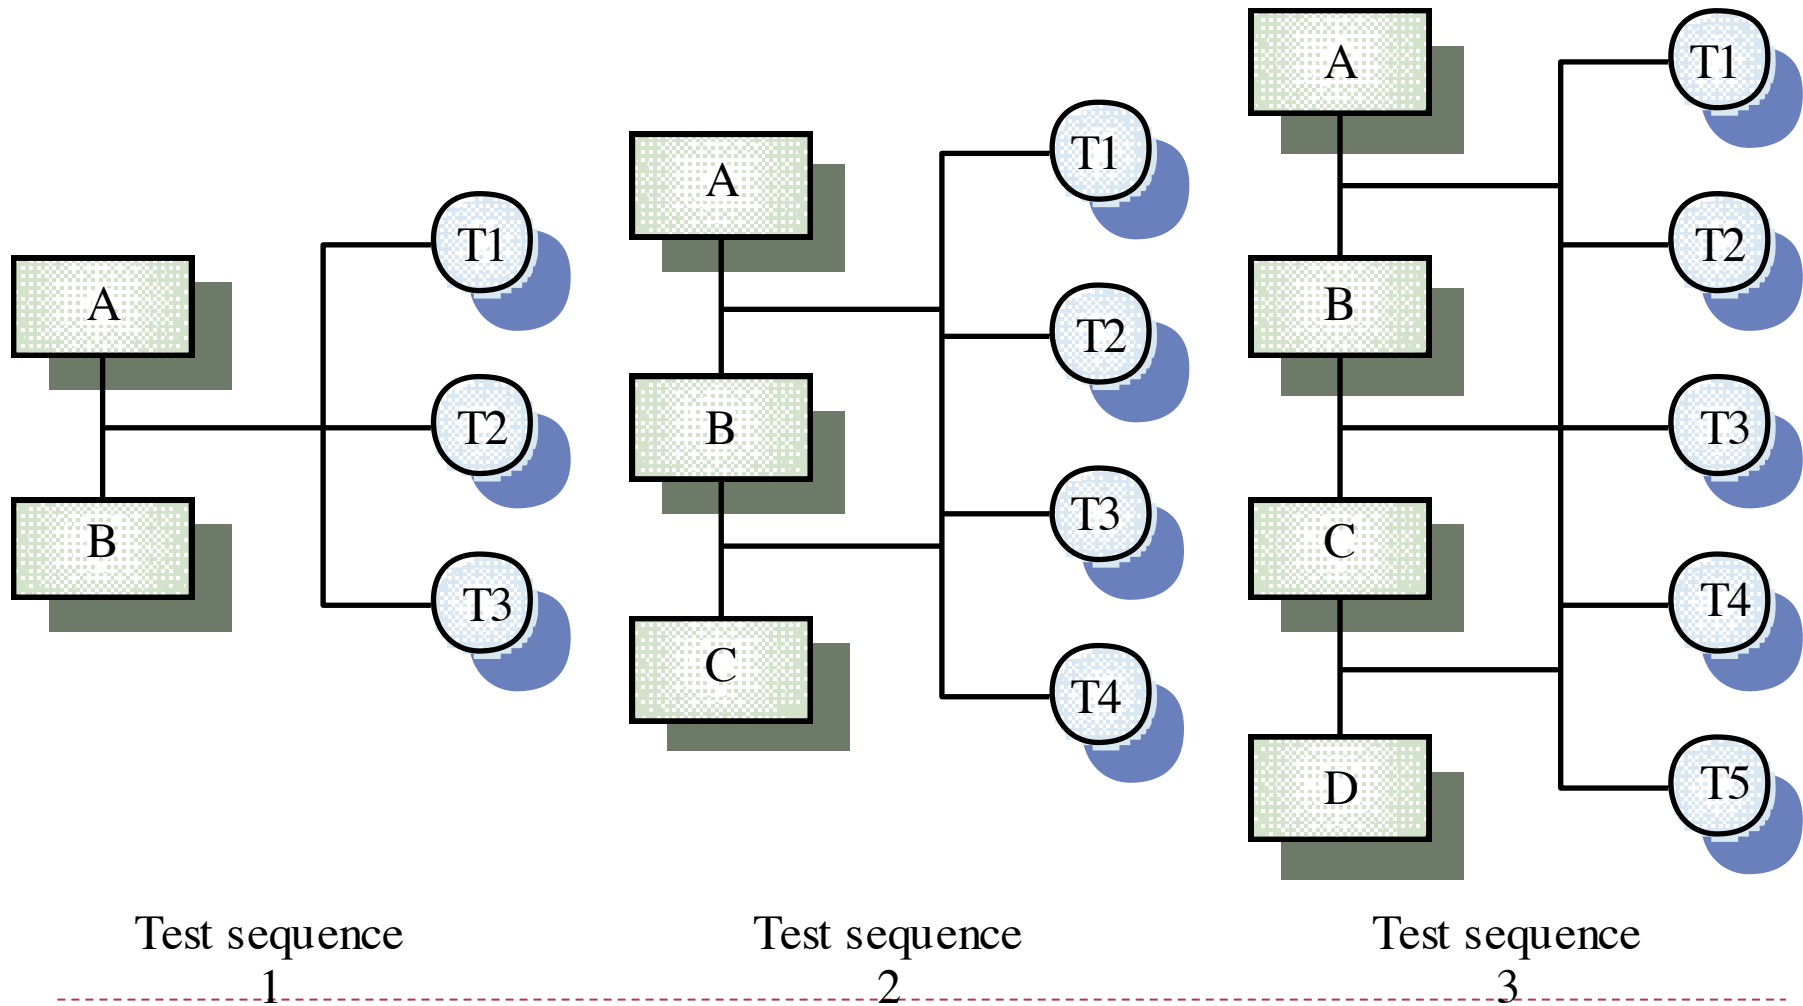 A
B
T1
T2
T3
Test sequence
1
A
B
C
T1
T2
T3
T4
Test sequence
2
A
B
C
D
T1
T2
T3
T4
T5
Test sequence
3